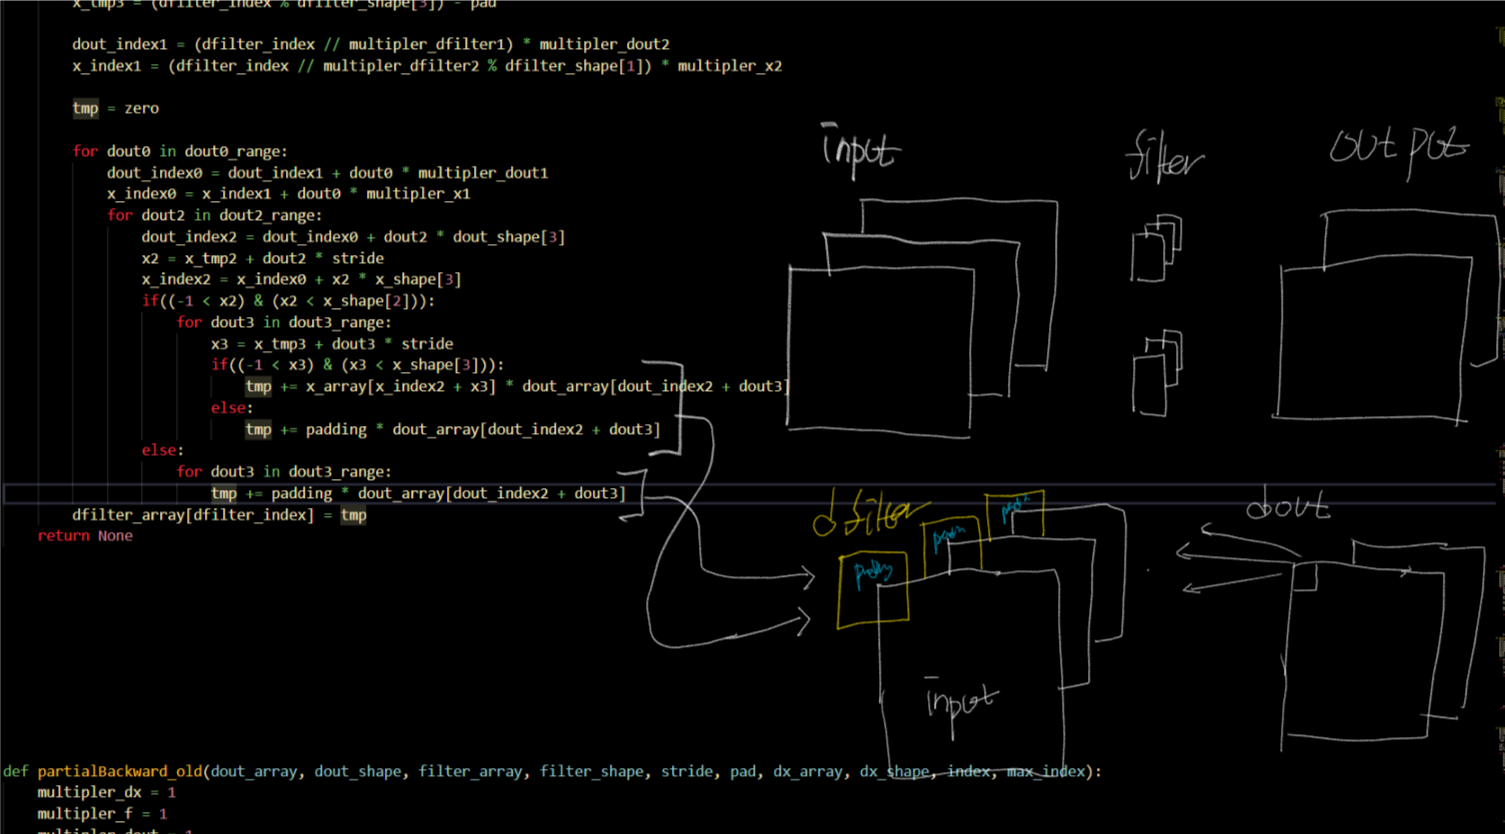 x_tmp3 = (dfilter_index % dfilter_shape[3]) - pad
dout_index1 = (dfilter_index // multipler_dfilter1) * multipler_dout2
x_index1 = (dfilter_index // multipler_dfilter2 % dfilter_shape[1]) * multipler_x2
tmp = zero
for dout0 in dout0_range:
dout_index0 = dout_index1 + dout0 * multipler_dout1
x_index0 = x_index1 + dout0 * multipler_x1
for dout2 in dout2_range:
dout_index2 = dout_index0 + dout2 * dout_shape[3]
x2 = x_tmp2 + dout2 * stride
x_index2 = x_index0 + x2 * x_shape[3]
if((-1 < x2) & (x2 < x_shape[2])):
for dout3 in dout3_range:
x3 = x_tmp3 + dout3 * stride
if((-1 < x3) & (x3 < x_shape[3])):
tmp += x_array[x_index2 + x3] * dout_array[dout_index2 + dout3]
else:
tmp += padding * dout_array[dout_index2 + dout3]
else:
for dout3 in dout3_range:
tmp += padding * dout_array[dout_index2 + dout3]
dfilter_array[dfilter_index] = tmp
return None
def partialBackward_old(dout_array, dout_shape, filter_array, filter_shape, stride, pad, dx_array, dx_shape, index, max_index):
multipler_dx = 1
multipler_f = 1
multipler_dout = 1
input
filter
output
dfilter
dout
input